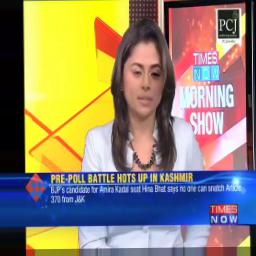 PCJ
TIMES
NOW
MORNING
SHOW
PRE-POLL BATTLE HOTS UP IN KASHMIR
BJP's candidate for Amira Kadal seat Hina Bhat says no one can snatch Article
370 from J&K
TIMES
NOW